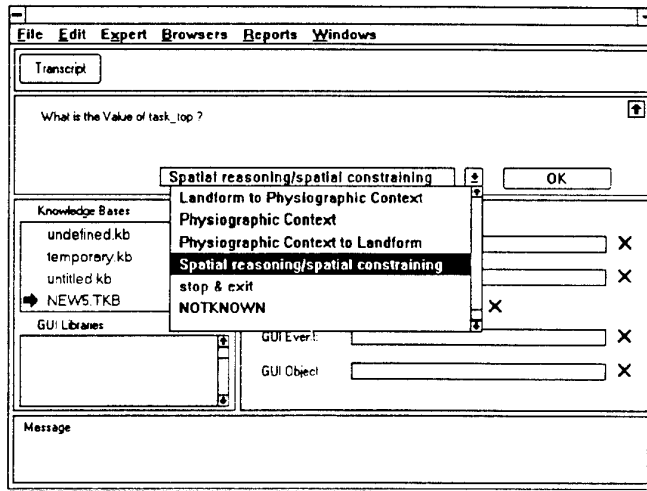 File Edit Expert Browsers Reports Windows
Transcript
What is the Value of task_top ?
Spatial reasoning/spatial constraining
OK
Landform to Physiographic Context
Physiographic Context
Physiographic Context to Landform
Spatial reasoning/spatial constraining
stop & exit
NOTKNOWN
Knowledge Bases
undefined.kb
temporary.kb
untitled.kb
NEW5.TKB
GUI Libraries
GUI Event:
GUI Object
Message